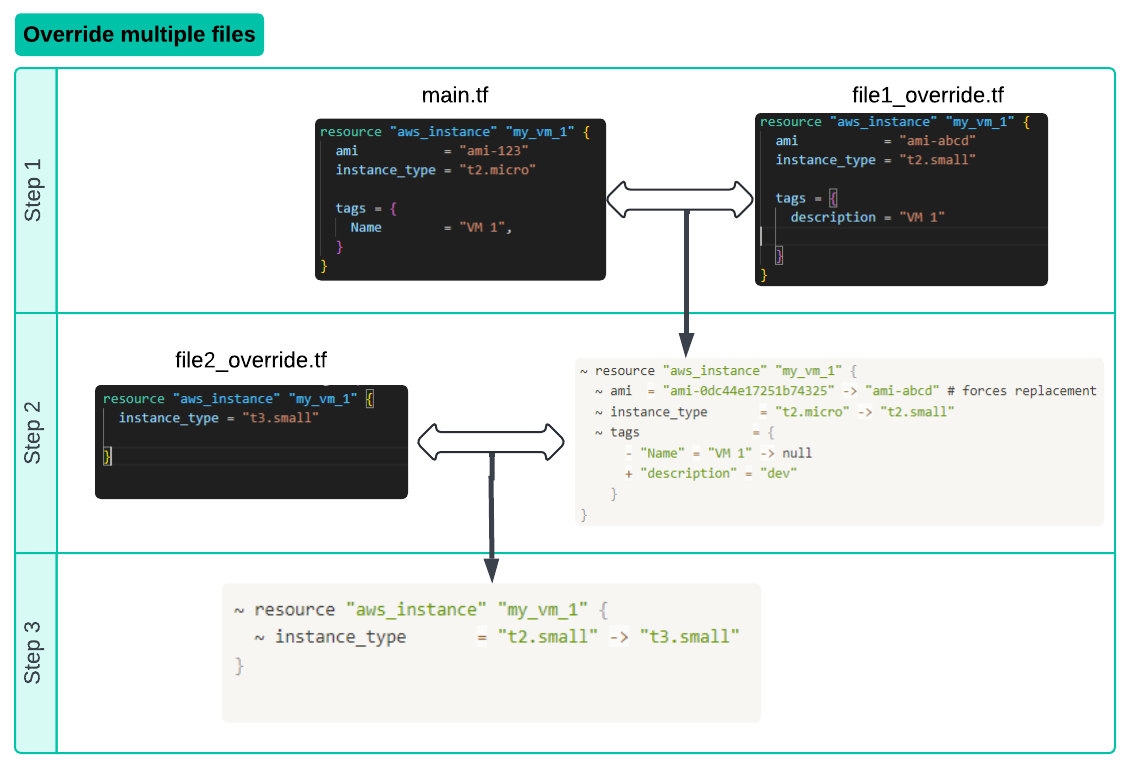 Override multiple files
Step 1
main.tf
resource "aws_instance" "my_vm_1" {
  ami           = "ami-123"
  instance_type = "t2.micro"
  tags = {
    Name        = "VM 1",
  }
}
file1_override.tf
resource "aws_instance" "my_vm_1" {
  ami           = "ami-abcd"
  instance_type = "t2.small"
  tags = {
    description = "VM 1"
  }
}
Step 2
file2_override.tf
resource "aws_instance" "my_vm_1" {
  instance_type = "t3.small"
}
~ resource "aws_instance" "my_vm_1" {
  ~ ami  = "ami-0dc44e17251b74325" -> "ami-abcd" # forces replacement
  ~ instance_type       = "t2.micro" -> "t2.small"
  ~ tags               = {
      - "Name" = "VM 1" -> null
      + "description" = "dev"
    }
}
Step 3
~ resource "aws_instance" "my_vm_1" {
  ~ instance_type       = "t2.small" -> "t3.small"
}